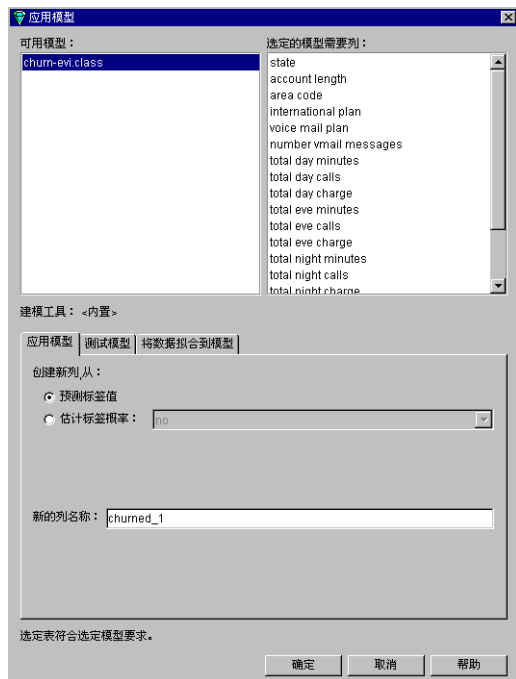 应用模型
可用模型：
选定的模型需要列：
churn-evi.class
state
account length
area code
international plan
voice mail plan
number vmail messages
total day minutes
total day calls
total day charge
total eve minutes
total eve calls
total eve charge
total night minutes
total night calls
total night charge
建模工具：<内置>
应用模型 测试模型 将数据拟合到模型
创建新列,从：
预测标签值
估计标签概率： no
新的列名称： churned_1
选定表符合选定模型要求。
确定 取消 帮助